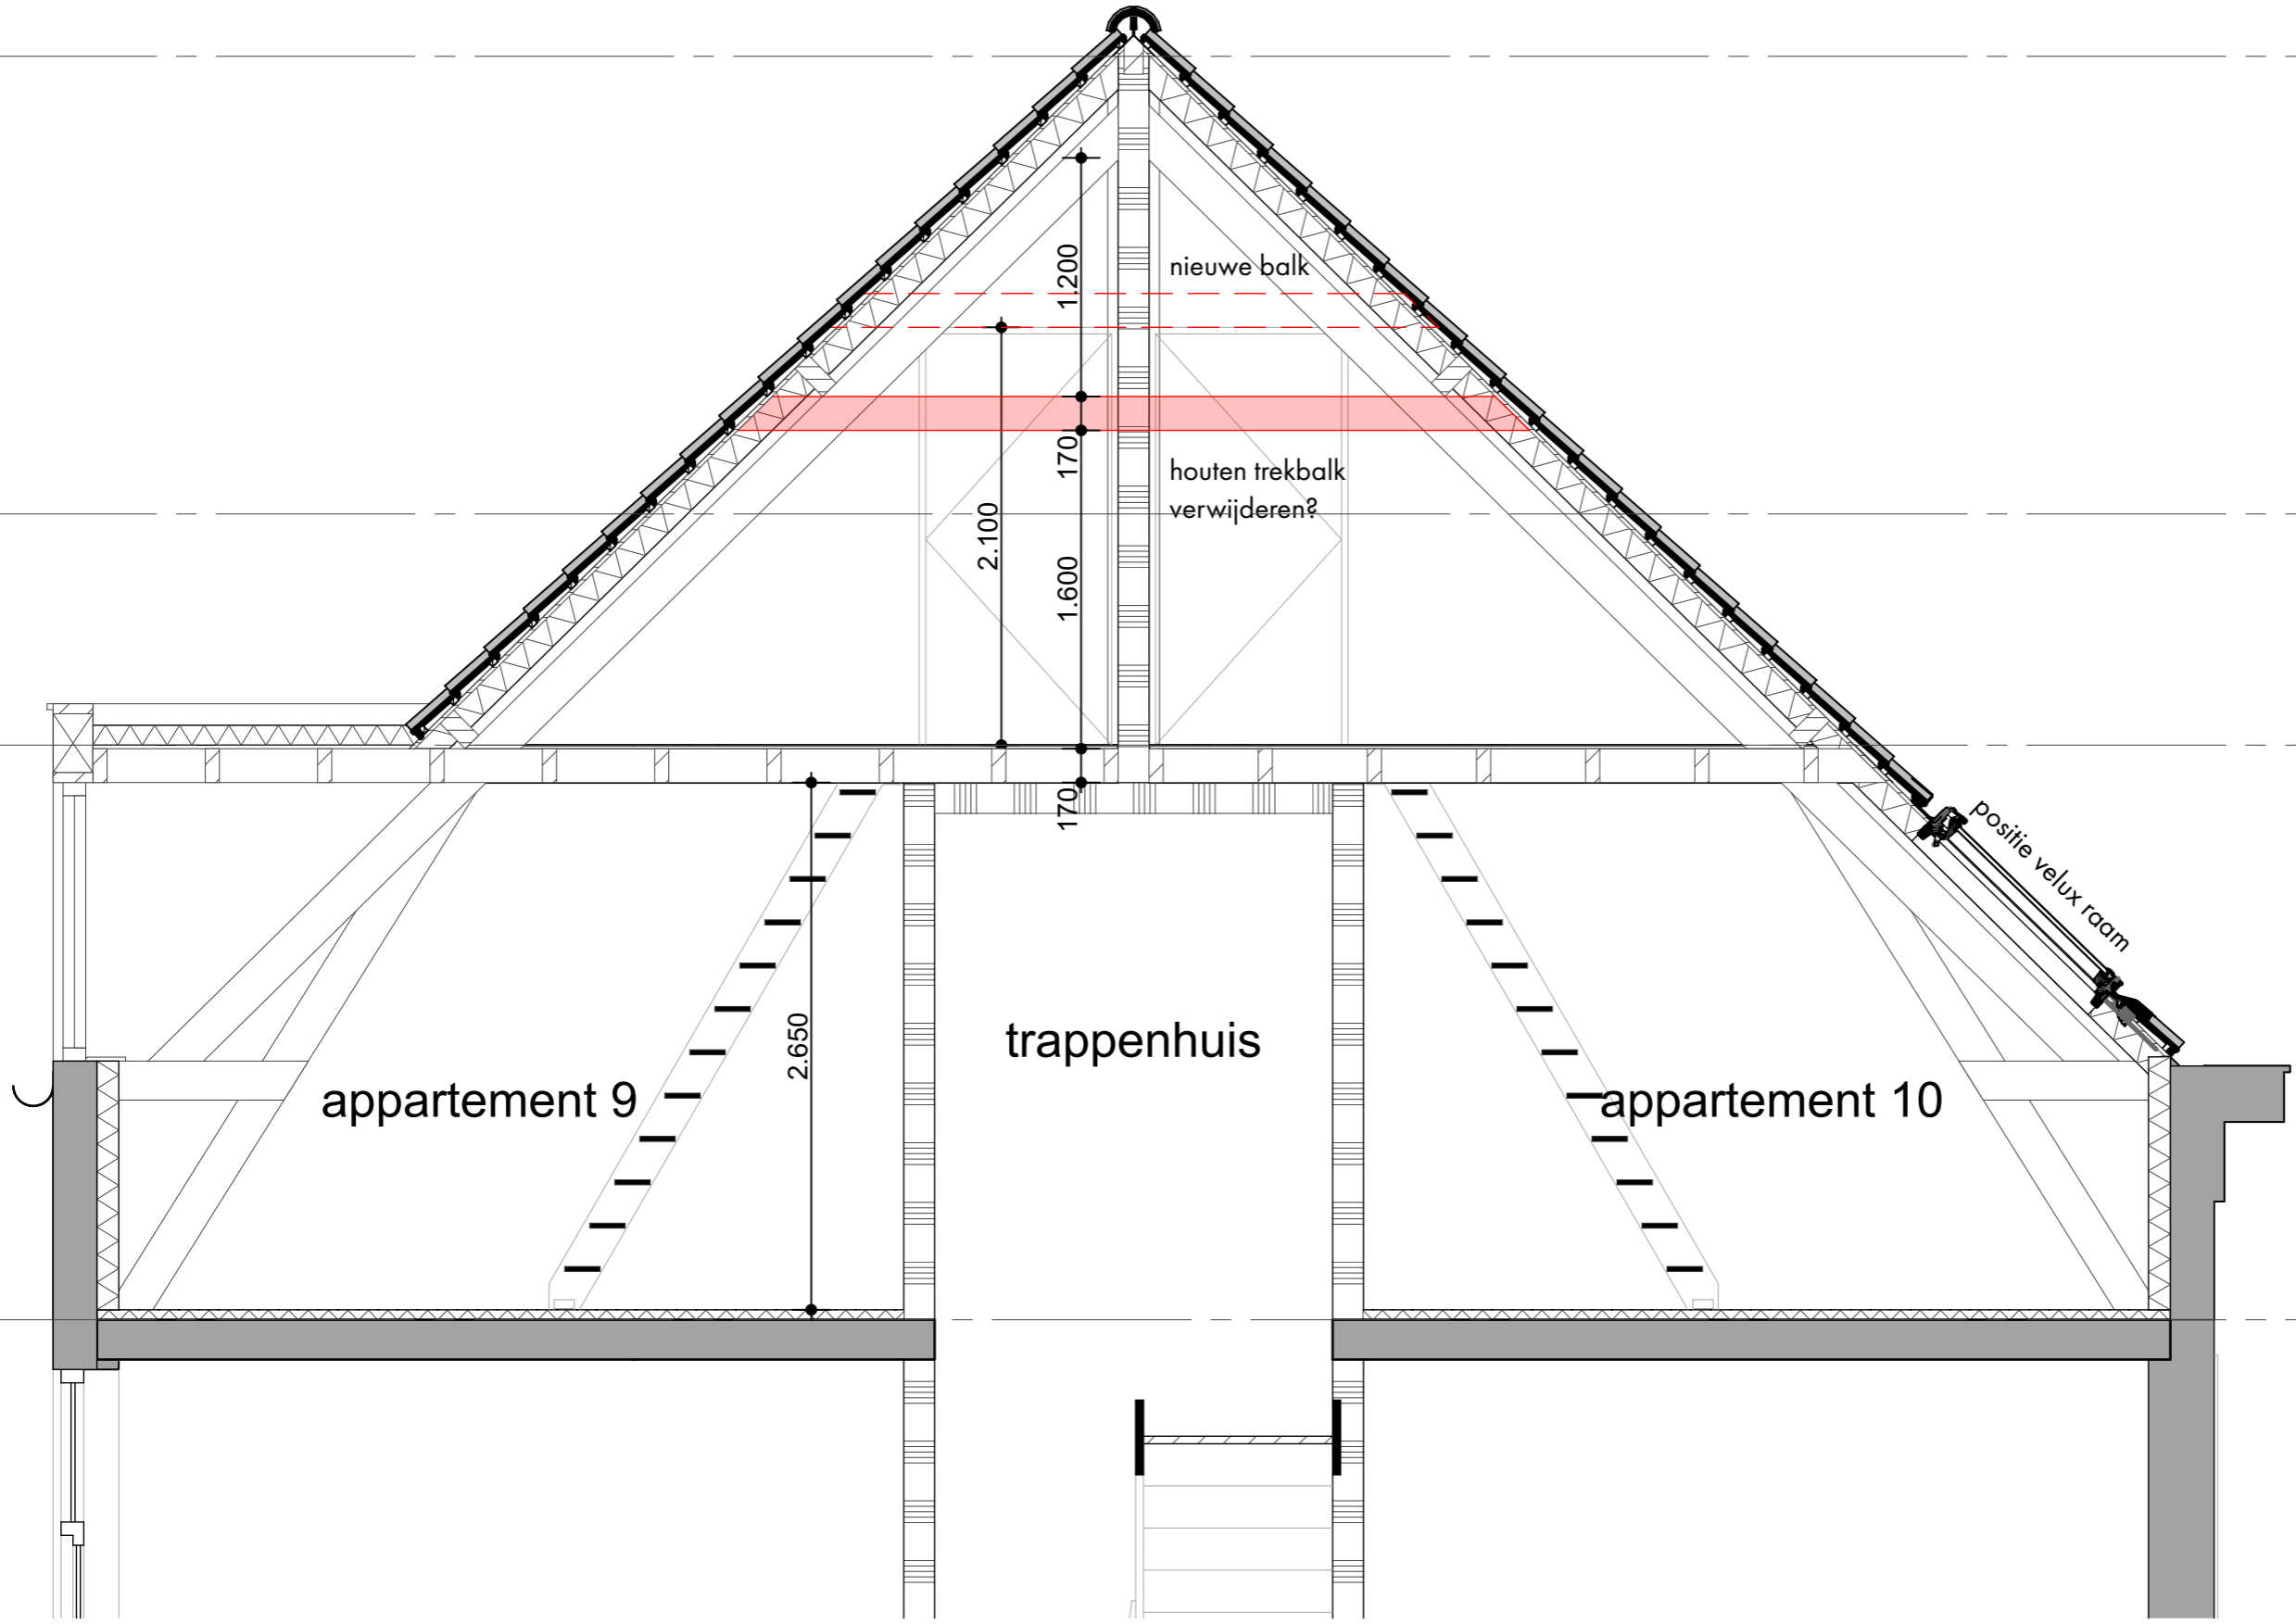 1.200
nieuwe balk
170
houten trekbalk
verwijderen?
2.100
1.600
170
positie velux raam
2.650
trappenhuis
appartement 9
appartement 10